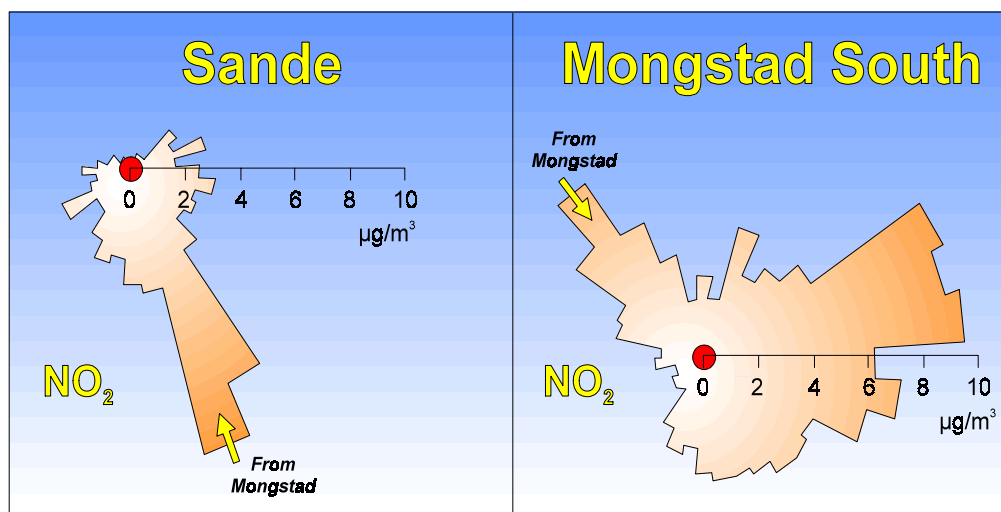 Sande
0 2 4 6 8 10
µg/m³
NO₂
From
Mongstad
Mongstad South
From
Mongstad
0 2 4 6 8 10
µg/m³
NO₂